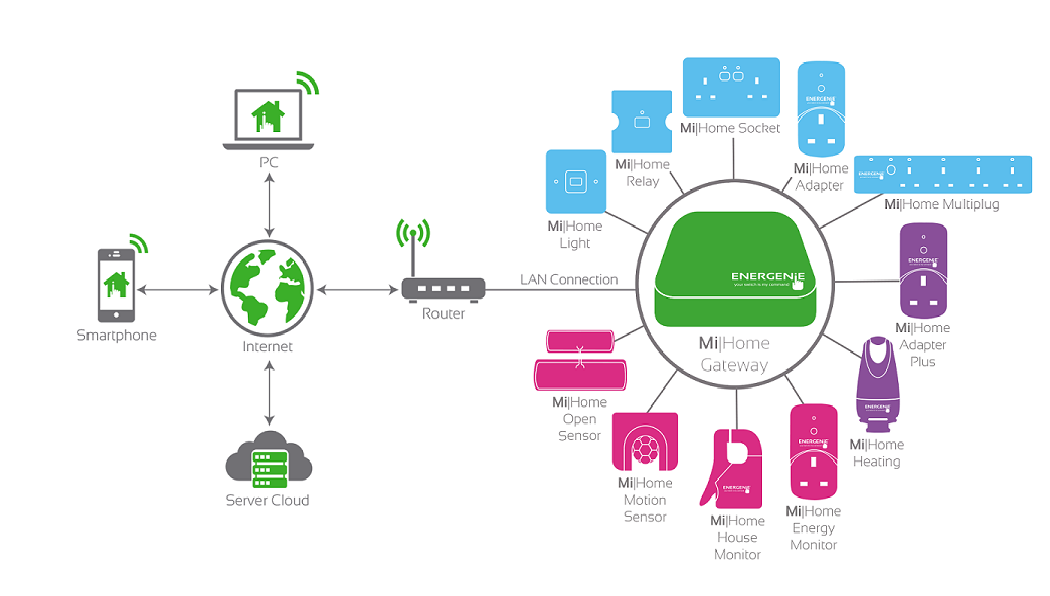 PC
Smartphone
Internet
Server Cloud
Router
LAN Connection
ENERGENIE
your switch is my command
Mi|Home
Gateway
Mi|Home
Light
Mi|Home
Relay
Mi|Home Socket
ENERGENIE
Mi|Home
Adapter
ENERGENIE
Mi|Home Multiplug
ENERGENIE
Mi|Home
Adapter
Plus
ENERGENIE
Mi|Home
Heating
ENERGENIE
Mi|Home
Energy
Monitor
ENERGENIE
Mi|Home
House
Monitor
Mi|Home
Motion
Sensor
Mi|Home
Open
Sensor